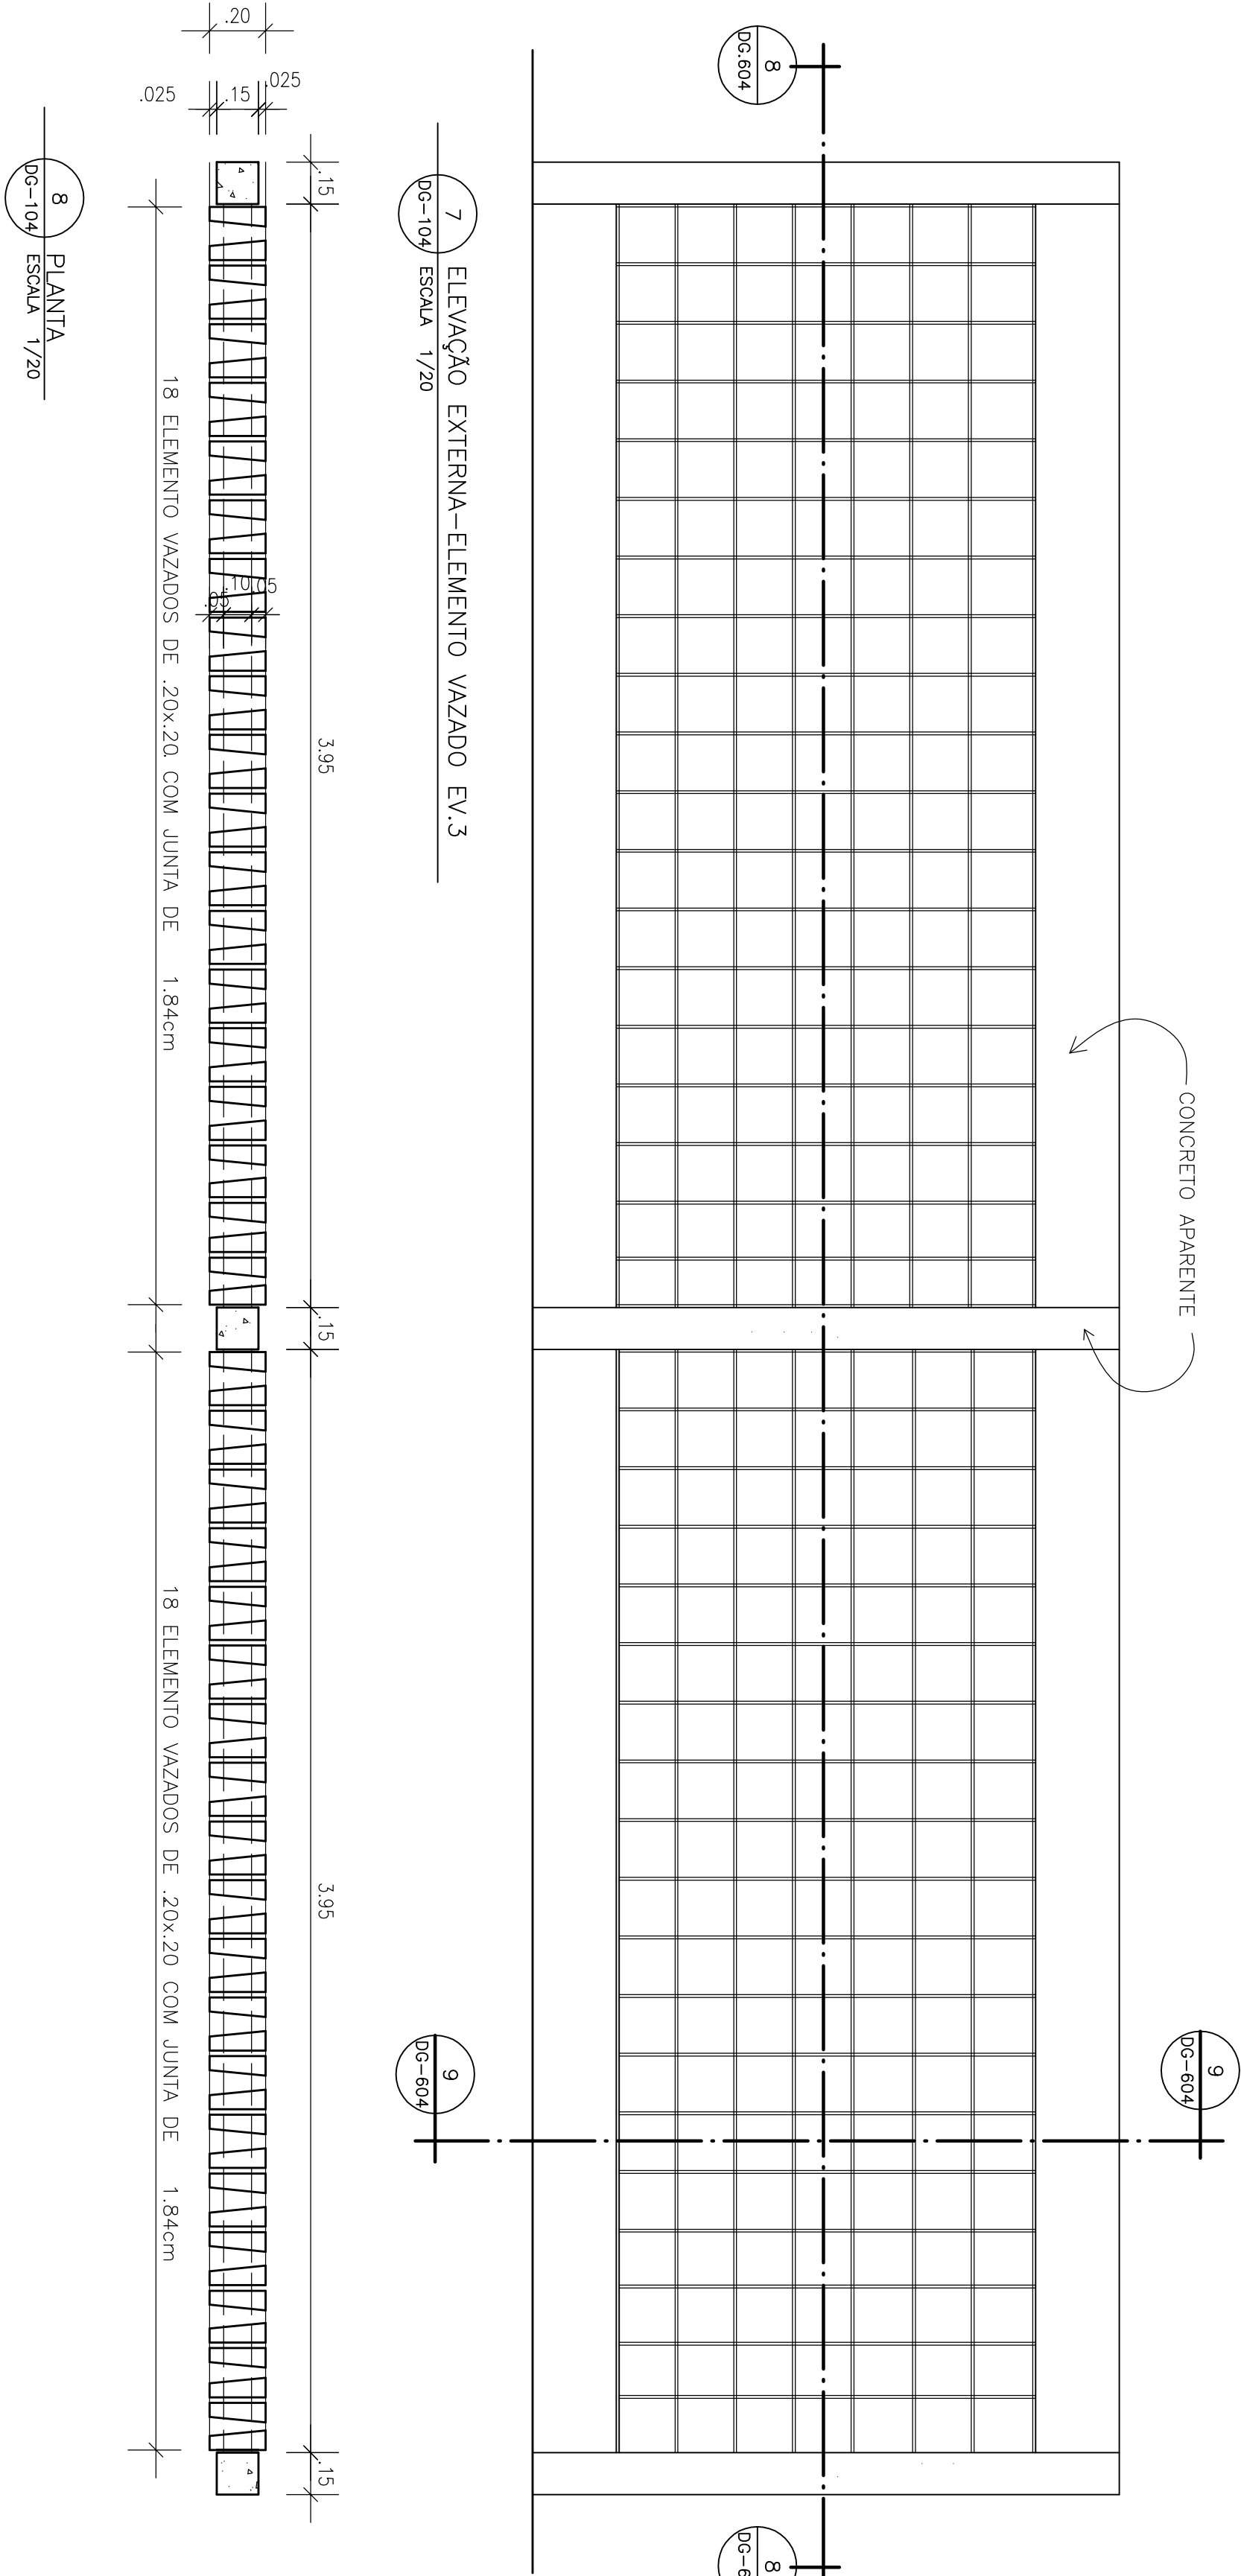 CONCRETO APARENTE
9
DG-604
8
DG.604
8
9
DG-604
7
DG-104
ELEVAÇÃO EXTERNA-ELEMENTO VAZADO EV.3
ESCALA 1/20
.15
3.95
.15
3.95
.15
.20
.025
.15
.025
.05
.10
.05
18 ELEMENTO VAZADOS DE .20x.20. COM JUNTA DE 1.84cm
18 ELEMENTO VAZADOS DE .20x.20 COM JUNTA DE 1.84cm
8
DG-104
PLANTA
ESCALA 1/20